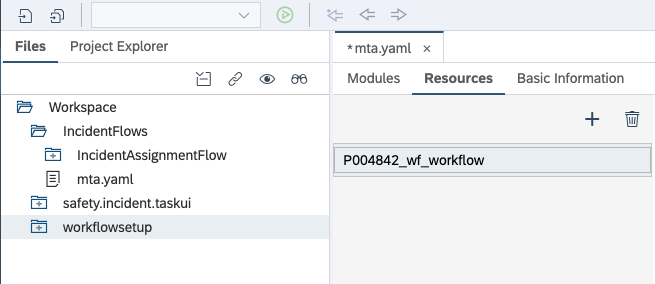 Files Project Explorer
*mta.yaml ×
Modules Resources Basic Information
Workspace
IncidentFlows
IncidentAssignmentFlow
mta.yaml
safety.incident.taskui
workflowsetup
P004842_wf_workflow